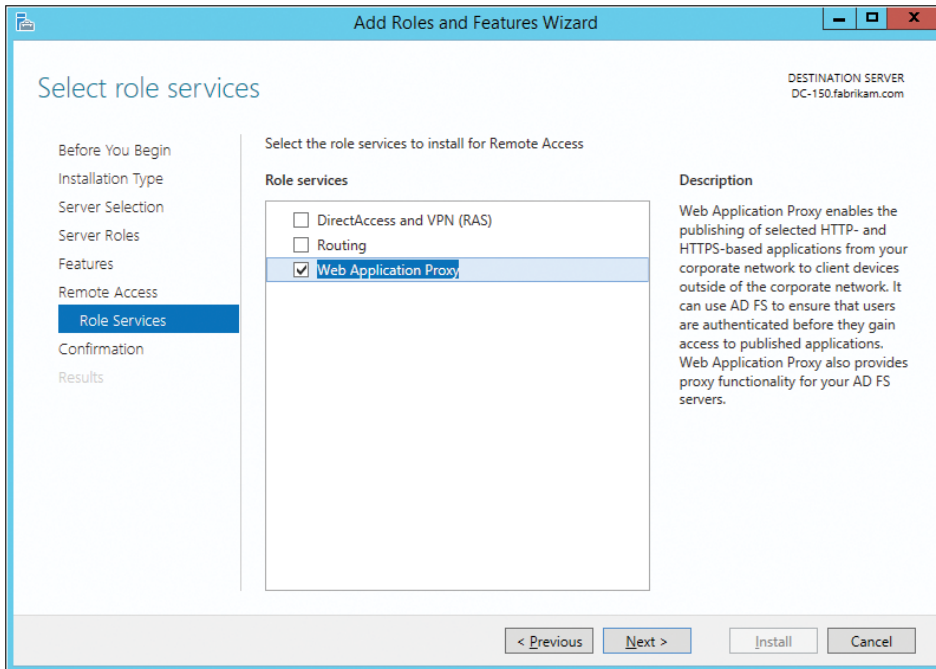 Add Roles and Features Wizard
Select role services
DESTINATION SERVER
DC-150.fabrikam.com
Before You Begin
Installation Type
Server Selection
Server Roles
Features
Remote Access
Role Services
Confirmation
Results
Select the role services to install for Remote Access
Role services
DirectAccess and VPN (RAS)
Routing
Web Application Proxy
Description
Web Application Proxy enables the
publishing of selected HTTP- and
HTTPS-based applications from your
corporate network to client devices
outside of the corporate network. It
can use AD FS to ensure that users
are authenticated before they gain
access to published applications.
Web Application Proxy also provides
proxy functionality for your AD FS
servers.
< Previous
Next >
Install
Cancel